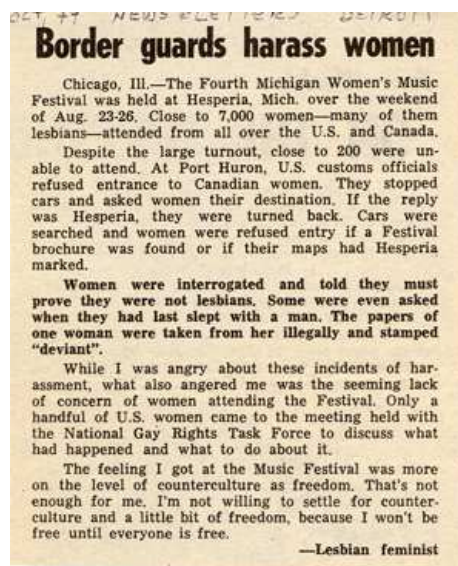 OCT, 79 NEWS & LETTERS DETROIT
Border guards harass women
Chicago, Ill.—The Fourth Michigan Women's Music
Festival was held at Hesperia, Mich. over the weekend
of Aug. 23-26. Close to 7,000 women—many of them
lesbians—attended from all over the U.S. and Canada.
Despite the large turnout, close to 200 were un-
able to attend. At Port Huron, U.S. customs officials
refused entrance to Canadian women. They stopped
cars and asked women their destination. If the reply
was Hesperia, they were turned back. Cars were
searched and women were refused entry if a Festival
brochure was found or if their maps had Hesperia
marked.
Women were interrogated and told they must
prove they were not lesbians. Some were even asked
when they had last slept with a man. The papers of
one woman were taken from her illegally and stamped
"deviant".
While I was angry about these incidents of har-
assment, what also angered me was the seeming lack
of concern of women attending the Festival. Only a
handful of U.S. women came to the meeting held with
the National Gay Rights Task Force to discuss what
had happened and what to do about it.
The feeling I got at the Music Festival was more
on the level of counterculture as freedom. That's not
enough for me. I'm not willing to settle for counter-
culture and a little bit of freedom, because I won't be
free until everyone is free.
—Lesbian feminist